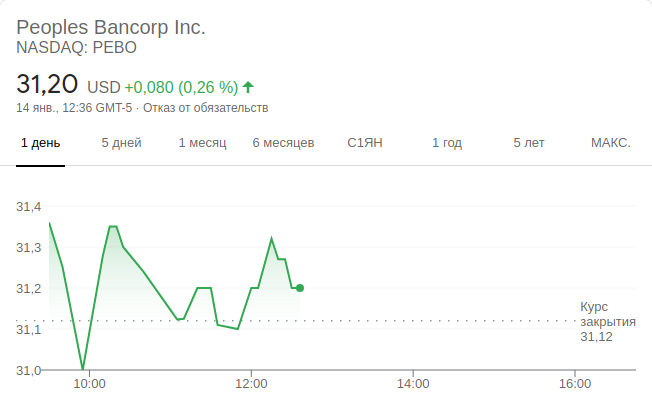 Peoples Bancorp Inc.
NASDAQ: PEBO
31,20 USD +0,080 (0,26 %)
14 янв., 12:36 GMT-5 · Отказ от обязательств
1 день 5 дней 1 месяц 6 месяцев С1ЯН 1 год 5 лет МАКС.
31,4
31,3
31,2
31,1
31,0
Курс
закрытия
31,12
10:00 12:00 14:00 16:00